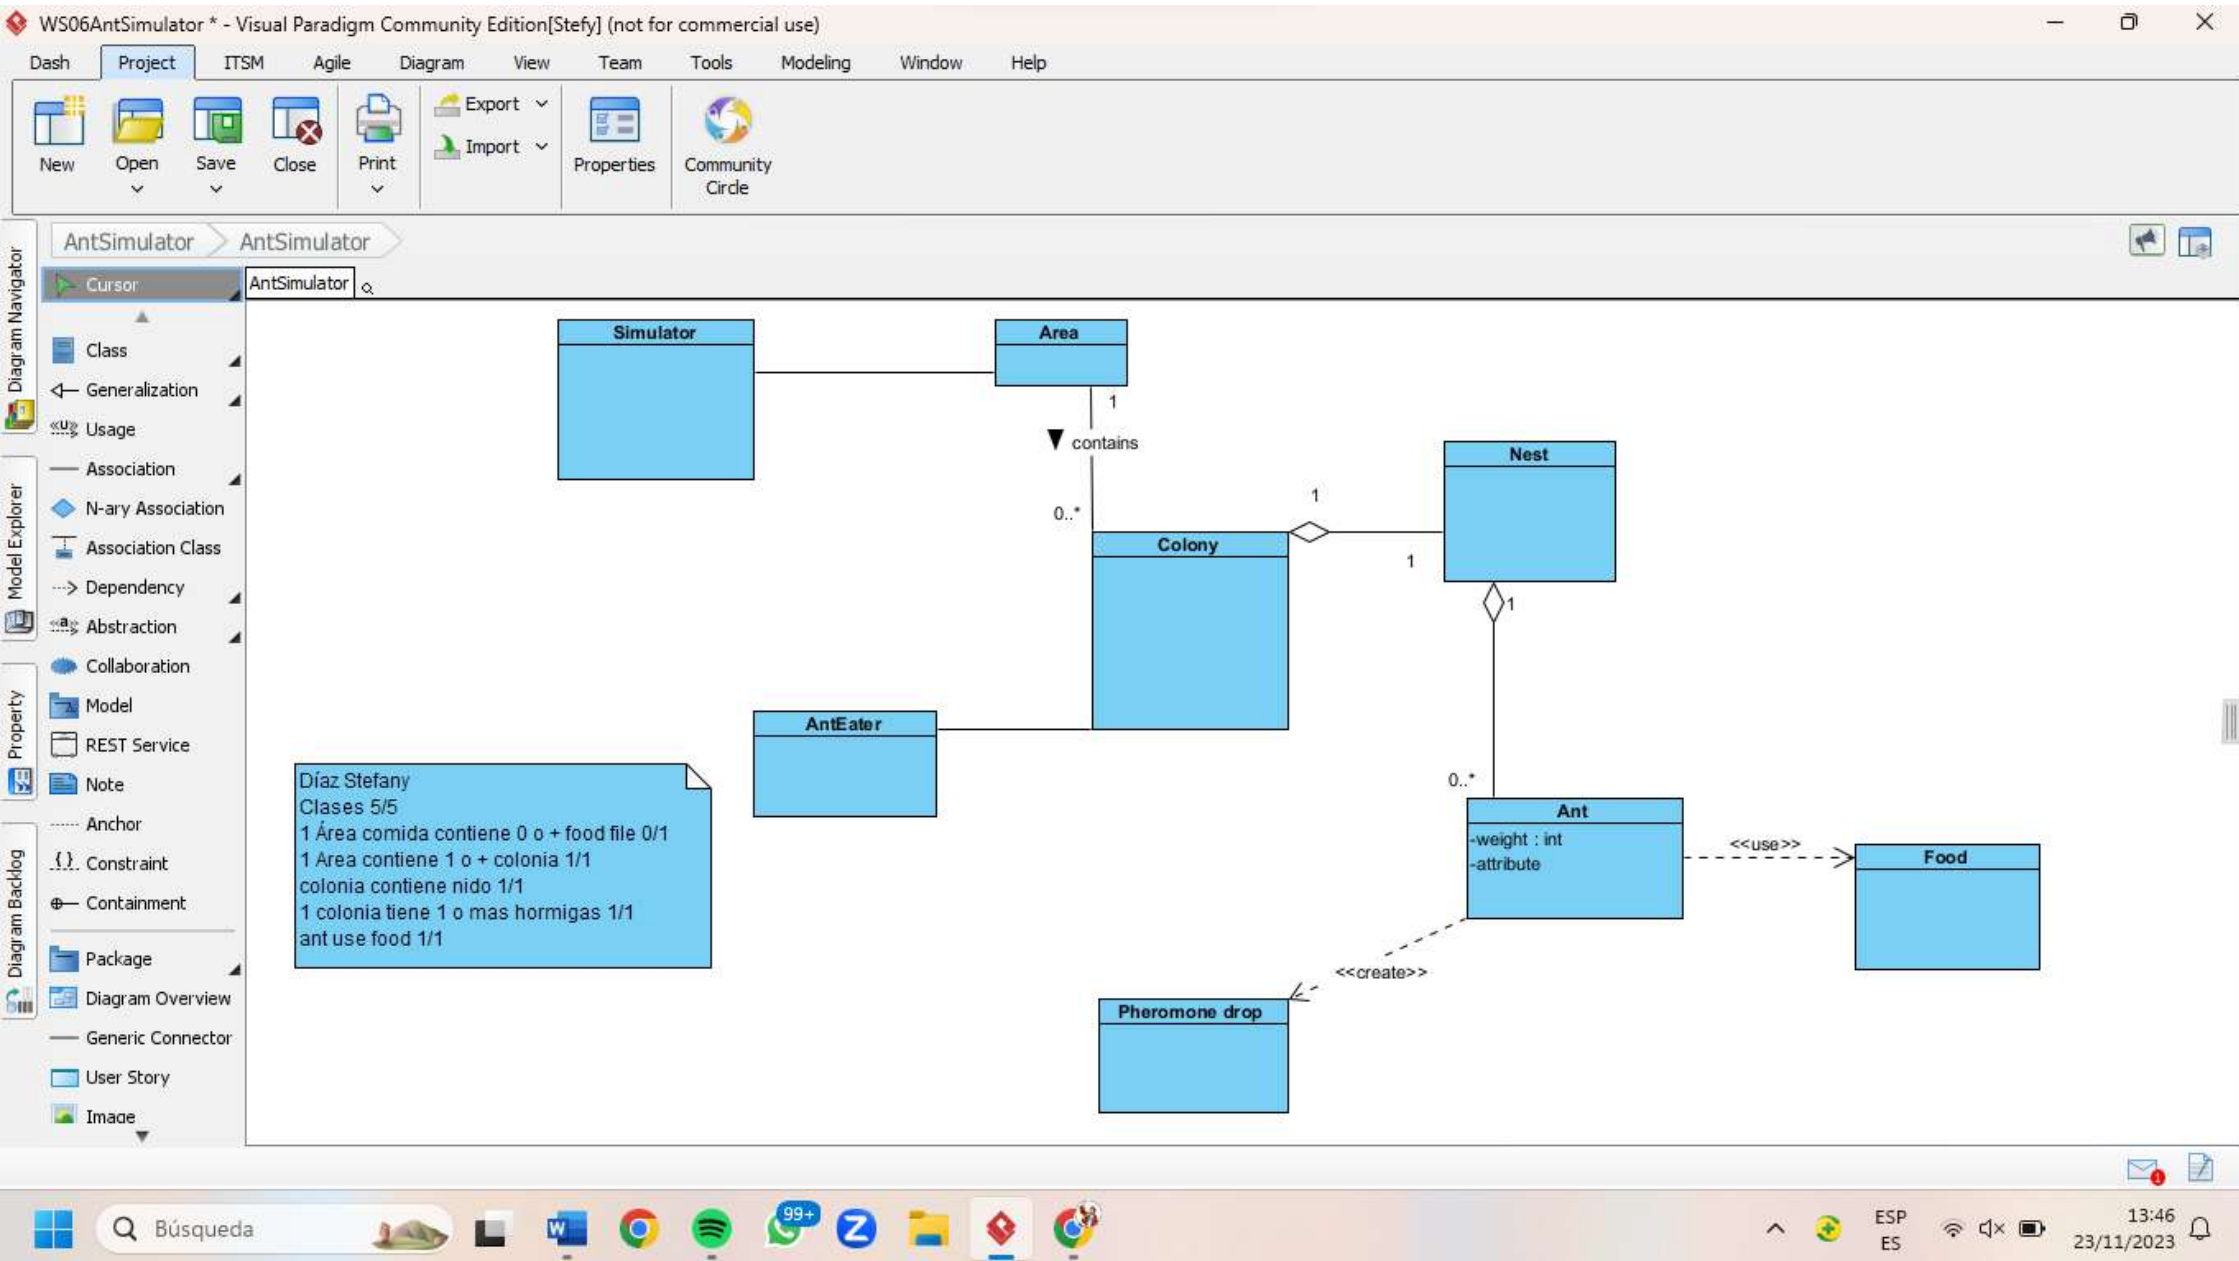 WS06AntSimulator * - Visual Paradigm Community Edition[Stefy] (not for commercial use)
Dash Project ITSM Agile Diagram View Team Tools Modeling Window Help
Export
Import
New Open Save Close Print Properties Community Circle
AntSimulator AntSimulator
AntSimulator
Diagram Navigator
Model Explorer
Property
Diagram Backlog
Cursor
Class
Generalization
«U» Usage
Association
N-ary Association
Association Class
Dependency
«a» Abstraction
Collaboration
Model
REST Service
Note
Anchor
{ } Constraint
Containment
Package
Diagram Overview
Generic Connector
User Story
Image
Simulator
Area
1
contains
0..*
Nest
1
1
Colony
1
AntEater
0..*
Díaz Stefany
Clases 5/5
1 Área comida contiene 0 o + food file 0/1
1 Area contiene 1 o + colonia 1/1
colonia contiene nido 1/1
1 colonia tiene 1 o mas hormigas 1/1
ant use food 1/1
Ant
-weight : int
-attribute
<<use>>
Food
<<create>>
Pheromone drop
1
Búsqueda
W
99+
Z
ESP
ES
13:46
23/11/2023